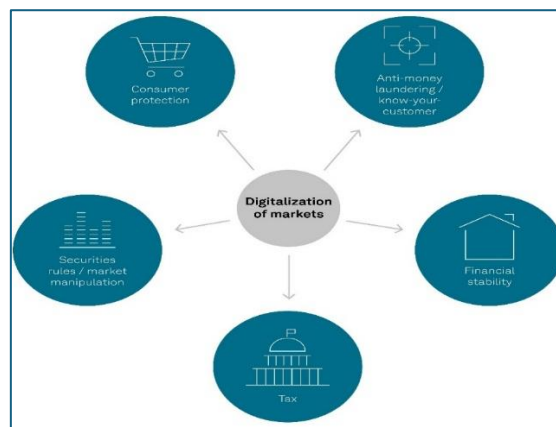 Consumer
protection
Anti-money
laundering /
know-your-
customer
Digitalization
of markets
Securities
rules / market
manipulation
Financial
stability
Tax